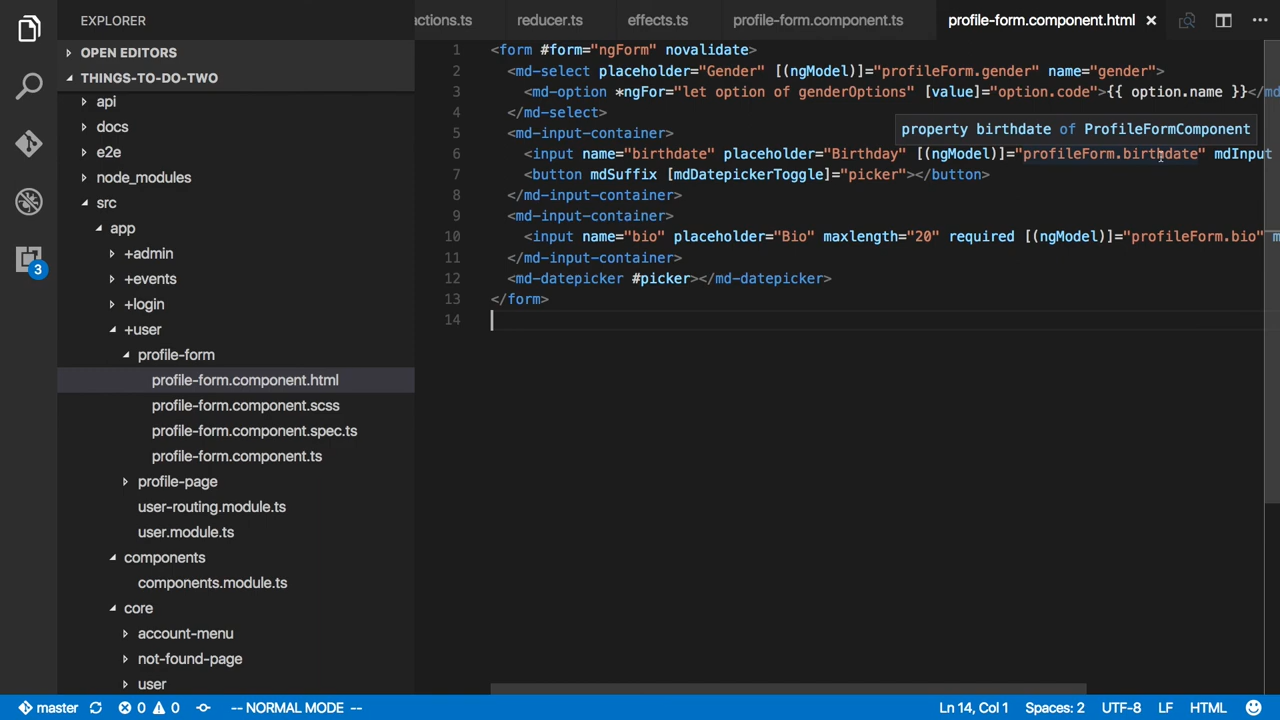 EXPLORER
OPEN EDITORS
THINGS-TO-DO-TWO
api
docs
e2e
node_modules
src
app
+admin
+events
+login
+user
profile-form
profile-form.component.html
profile-form.component.scss
profile-form.component.spec.ts
profile-form.component.ts
profile-page
user-routing.module.ts
user.module.ts
components
components.module.ts
core
account-menu
not-found-page
user
3
ctions.ts reducer.ts effects.ts profile-form.component.ts profile-form.component.html
1 <form #form="ngForm" novalidate>
2 <md-select placeholder="Gender" [(ngModel)]="profileForm.gender" name="gender">
3 <md-option *ngFor="let option of genderOptions" [value]="option.code">{{ option.name }}</md
4 </md-select>
5 <md-input-container>
property birthdate of ProfileFormComponent
6 <input name="birthdate" placeholder="Birthday" [(ngModel)]="profileForm.birthdate" mdInput
7 <button mdSuffix [mdDatepickerToggle]="picker"></button>
8 </md-input-container>
9 <md-input-container>
10 <input name="bio" placeholder="Bio" maxlength="20" required [(ngModel)]="profileForm.bio" m
11 </md-input-container>
12 <md-datepicker #picker></md-datepicker>
13 </form>
14
master 0 0 -- NORMAL MODE -- Ln 14, Col 1 Spaces: 2 UTF-8 LF HTML